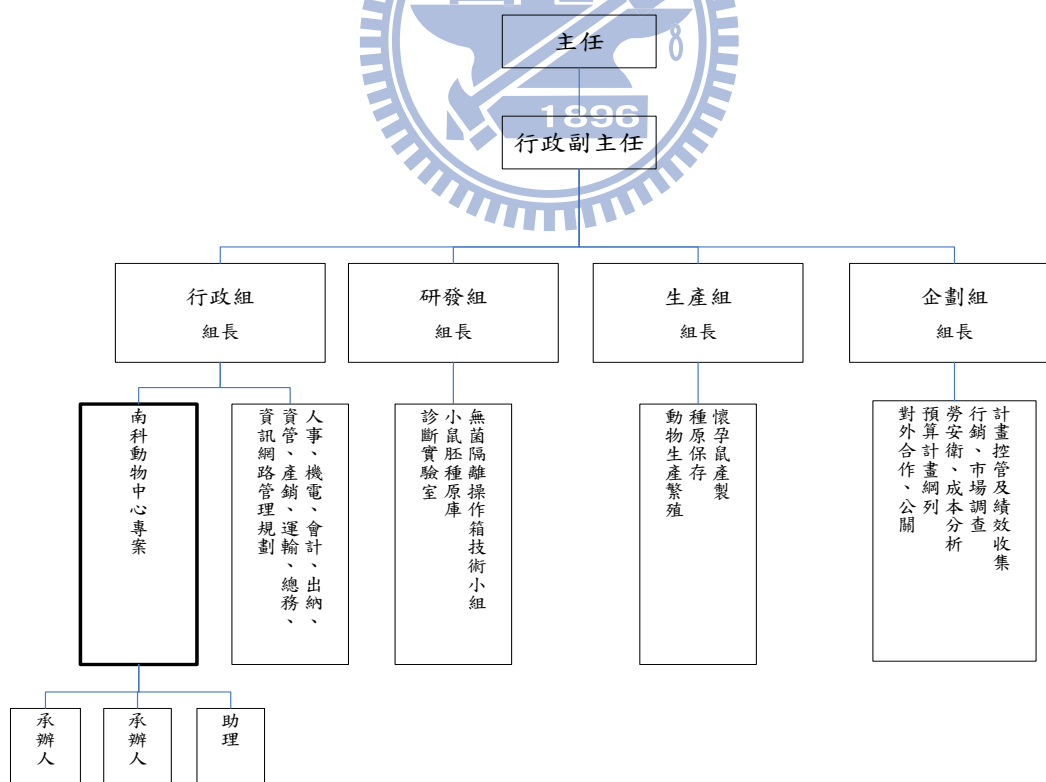 主任
1896
行政副主任
行政組
組長
研發組
組長
生產組
組長
企劃組
組長
南科動物中心專案
人事、機電、會計、出納、
資管、產銷、運輸、總務、
資訊網路管理規劃
無菌隔離操作箱技術小組
小鼠胚種原庫
診斷實驗室
懷孕鼠產製
種原保存
動物生產繁殖
計畫控管及績效收集
行銷、市場調查
勞安衛、成本分析
預算計畫綱列
對外合作、公關
承辦人
承辦人
助理